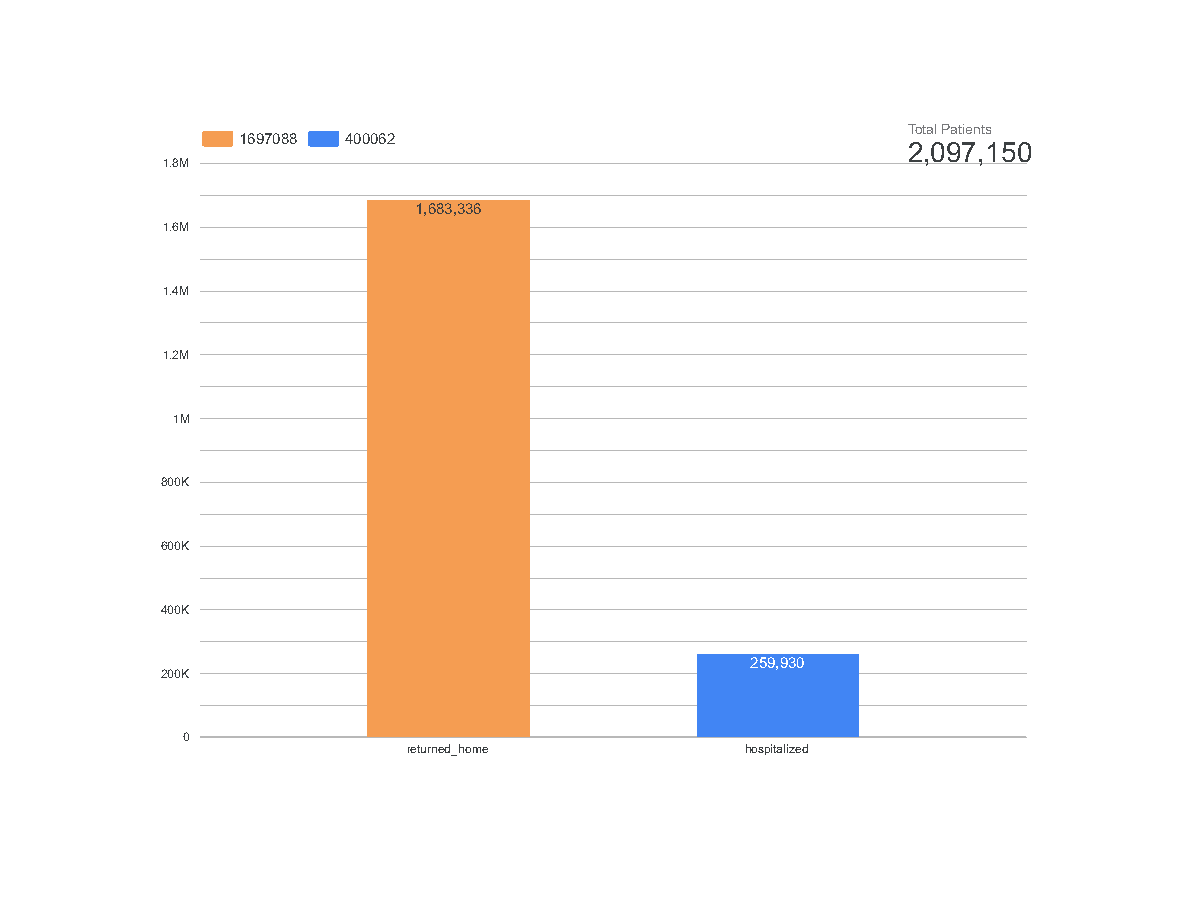 Total Patients
2,097,150
1697088 400062
1.8M
1,683,336
1.6M
1.4M
1.2M
1M
800K
600K
400K
259,930
200K
0
returned_home hospitalized